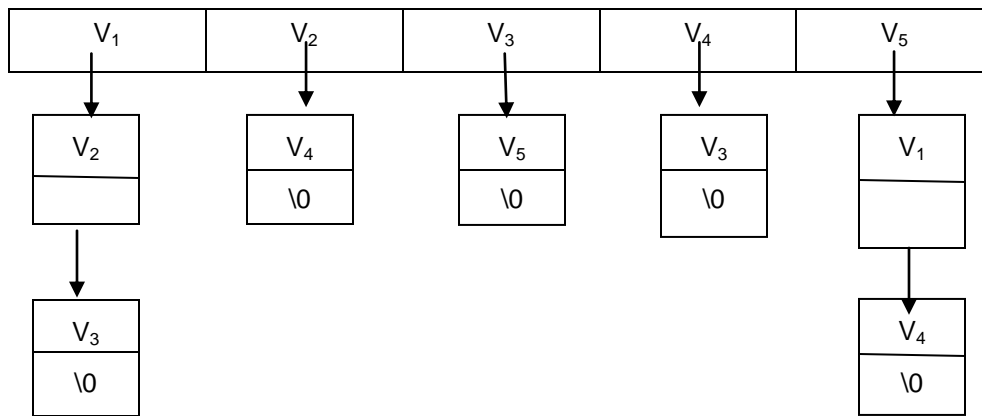 V₁ V₂ V₃ V₄ V₅
V₂ V₄ V₅ V₃ V₁
\0 \0 \0
V₃ V₄
\0 \0